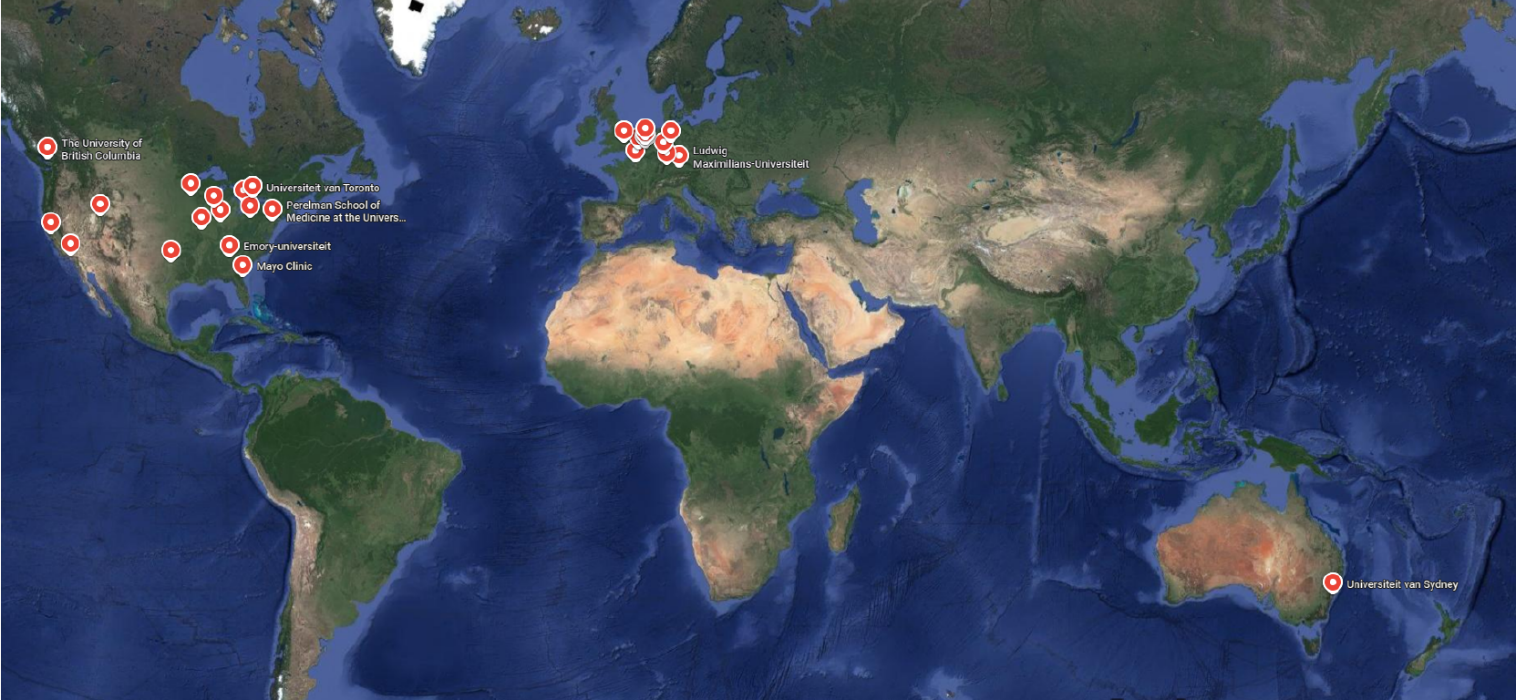 The University of
British Columbia
Universiteit van Toronto
Perelman School of
Medicine at the Univers...
Emory-universiteit
Mayo Clinic
Ludwig
Maximilians-Universiteit
Universiteit van Sydney